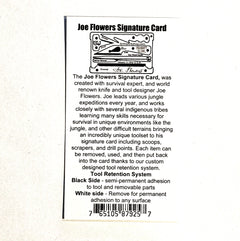 Joe Flowers Signature Card
Joe Flowers
The Joe Flowers Signature Card, was
created with survival expert, and world
renown knife and tool designer Joe
Flowers. Joe leads various jungle
expeditions every year, and works
closely with several indigenous tribes
learning many skills necessary for
survival in unique environments like the
jungle, and other difficult terrains bringing
an incredibly unique toolset to his
signature card including scoops,
scrapers, and drill points. Each item can
be removed, used, and then put back
into the card thanks to our custom
designed tool retention system.
Tool Retention System
Black Side - semi-permanent adhesion
to tool and removable parts
White side - Remove for permanent
adhesion to any surface
7 65105 87925 7